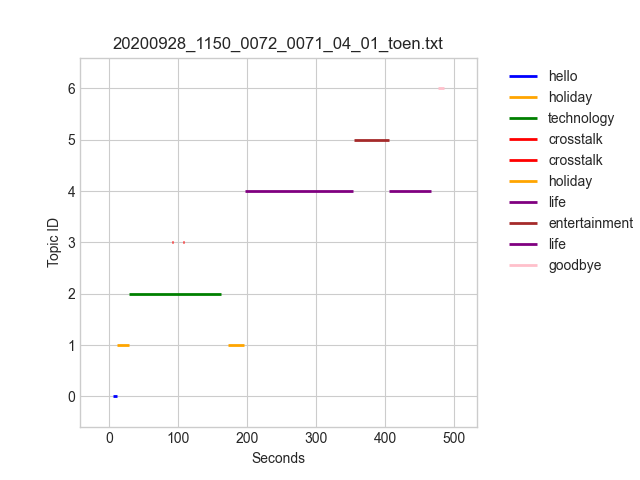 20200928_1150_0072_0071_04_01_toen.txt
6
5
4
3
2
1
0
Topic ID
0 100 200 300 400 500
Seconds
hello
holiday
technology
crosstalk
crosstalk
holiday
life
entertainment
life
goodbye